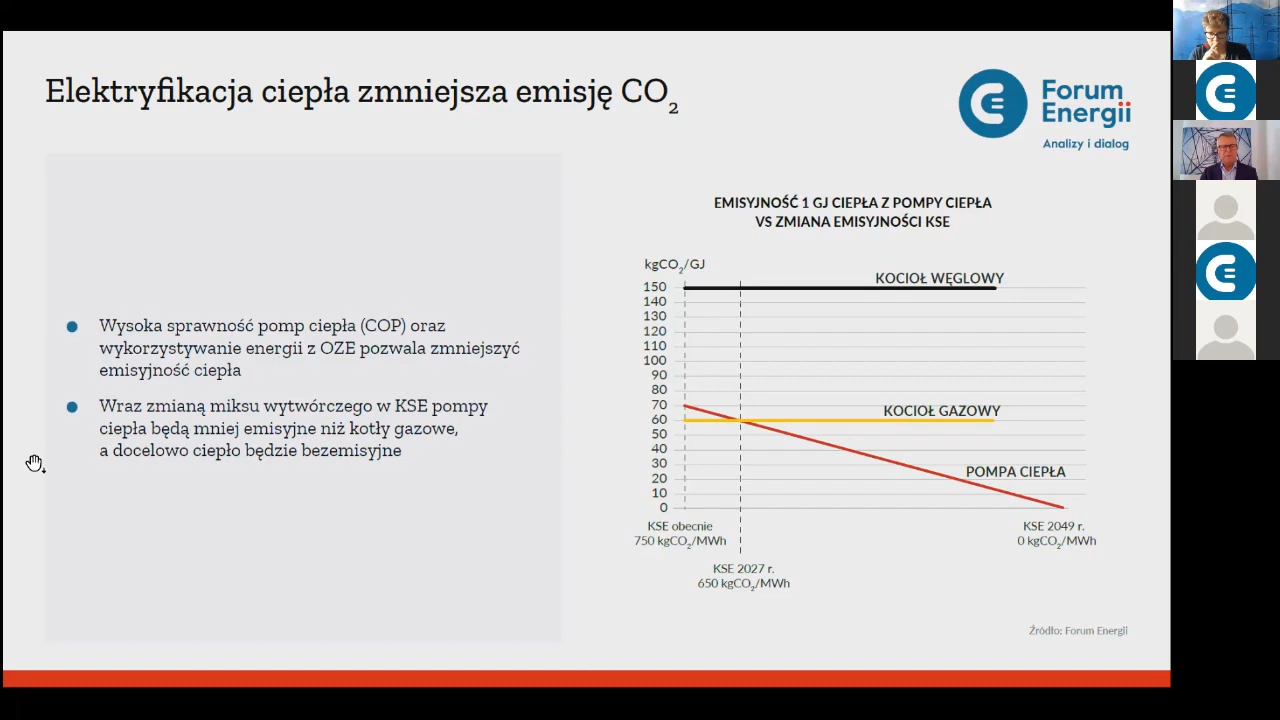 Elektryfikacja ciepła zmniejsza emisję CO₂
Forum
Energii
Analizy i dialog
Wysoka sprawność pomp ciepła (COP) oraz
wykorzystywanie energii z OZE pozwala zmniejszyć
emisyjność ciepła
Wraz zmianą miksu wytwórczego w KSE pompy
ciepła będą mniej emisyjne niż kotły gazowe,
a docelowo ciepło będzie bezemisyjne
EMISYJNOŚĆ 1 GJ CIEPŁA Z POMPY CIEPŁA
VS ZMIANA EMISYJNOŚCI KSE
kgCO₂/GJ
KOCIOŁ WĘGLOWY
150
140
130
120
110
100
90
80
70
KOCIOŁ GAZOWY
60
50
40
30
POMPA CIEPŁA
20
10
0
KSE obecnie
750 kgCO₂/MWh
KSE 2027 r.
650 kgCO₂/MWh
KSE 2049 r.
0 kgCO₂/MWh
Źródło: Forum Energii